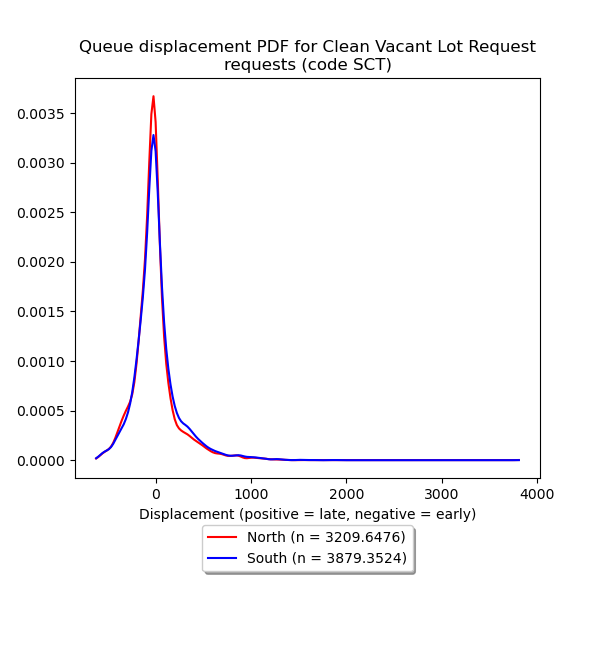 Queue displacement PDF for Clean Vacant Lot Request
requests (code SCT)
0.0035
0.0030
0.0025
0.0020
0.0015
0.0010
0.0005
0.0000
0
1000
2000
3000
4000
Displacement (positive = late, negative = early)
North (n = 3209.6476)
South (n = 3879.3524)